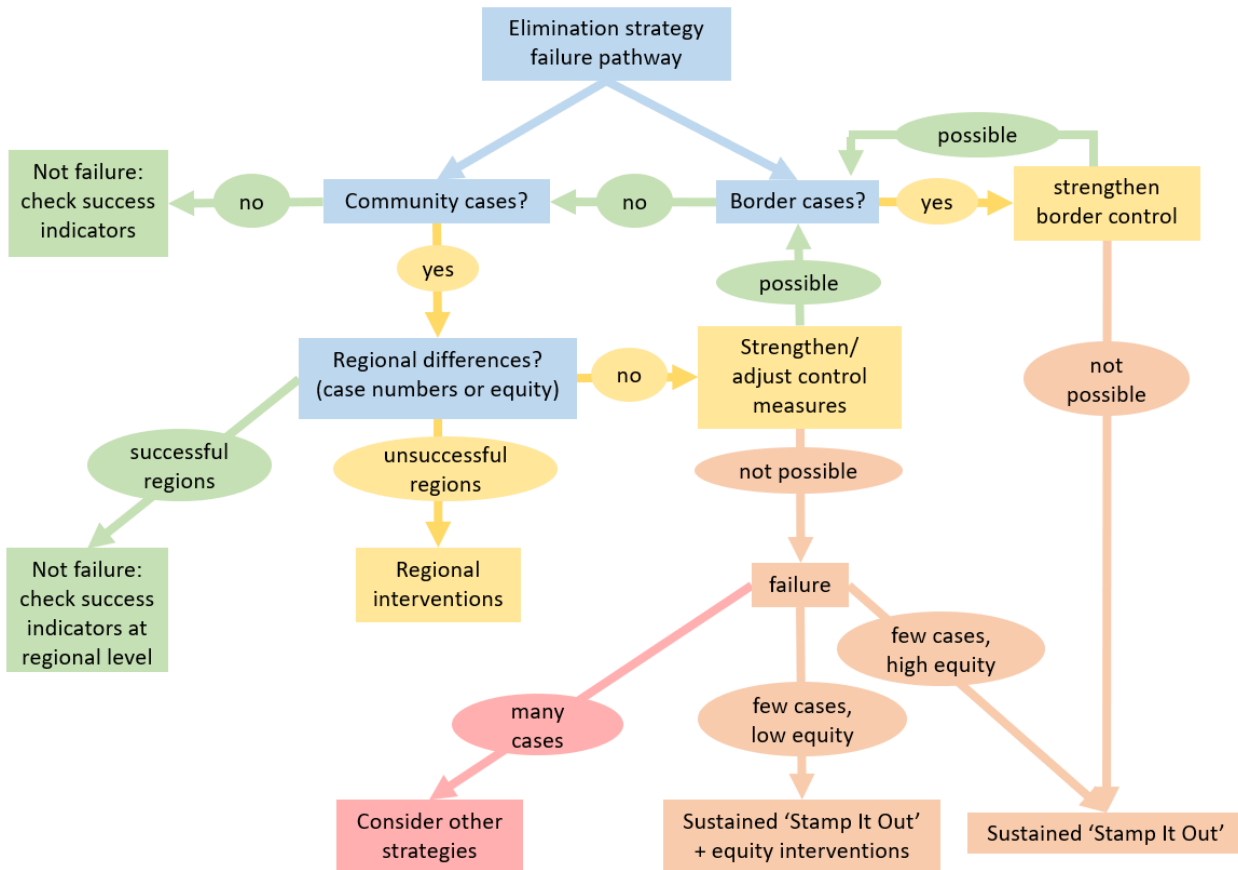 Elimination strategy
failure pathway
possible
Not failure:
check success
indicators
no
Community cases?
no
Border cases?
yes
strengthen
border control
yes
possible
Regional differences?
(case numbers or equity)
no
Strengthen/
adjust control
measures
not
possible
successful
regions
unsuccessful
regions
not possible
Not failure:
check success
indicators at
regional level
Regional
interventions
failure
few cases,
high equity
many
cases
few cases,
low equity
Consider other
strategies
Sustained ‘Stamp It Out’
+ equity interventions
Sustained ‘Stamp It Out’